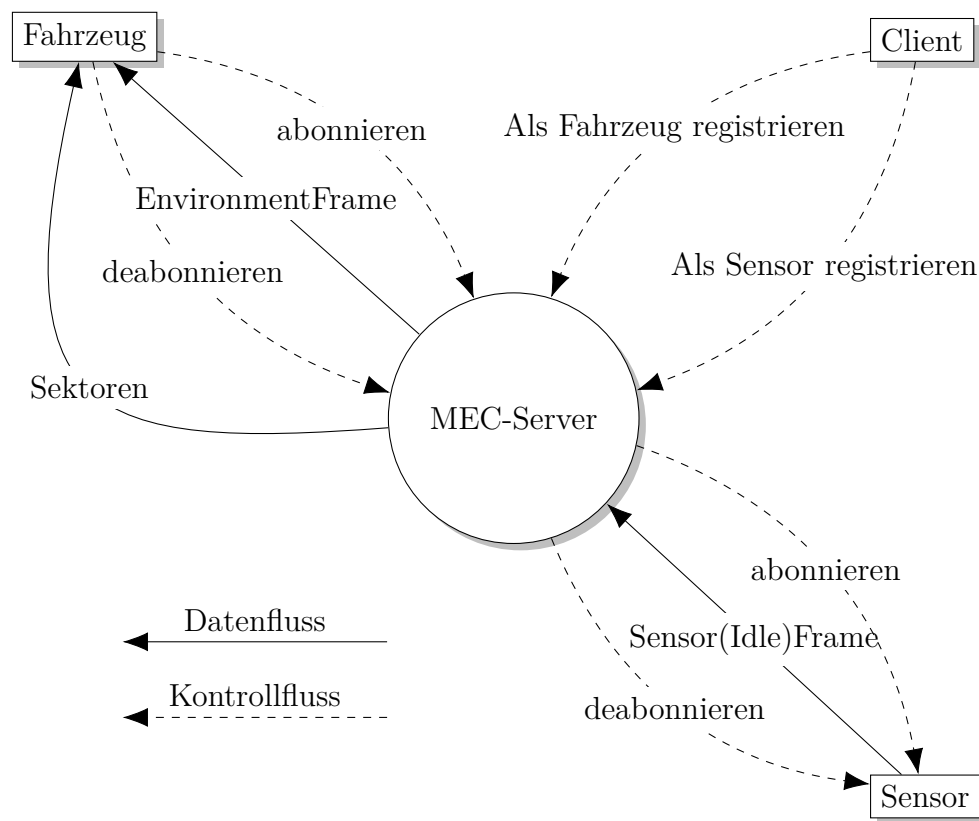 Fahrzeug
Client
abonnieren
Als Fahrzeug registrieren
EnvironmentFrame
deabonnieren
Als Sensor registrieren
Sektoren
MEC-Server
abonnieren
Datenfluss
Sensor(Idle)Frame
Kontrollfluss
deabonnieren
Sensor